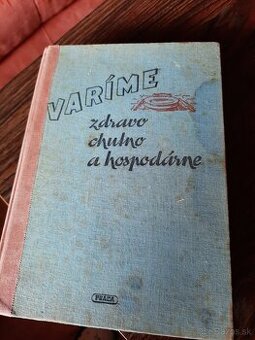 VARÍME
zdravo
chutno
a hospodárne
PRÁCA